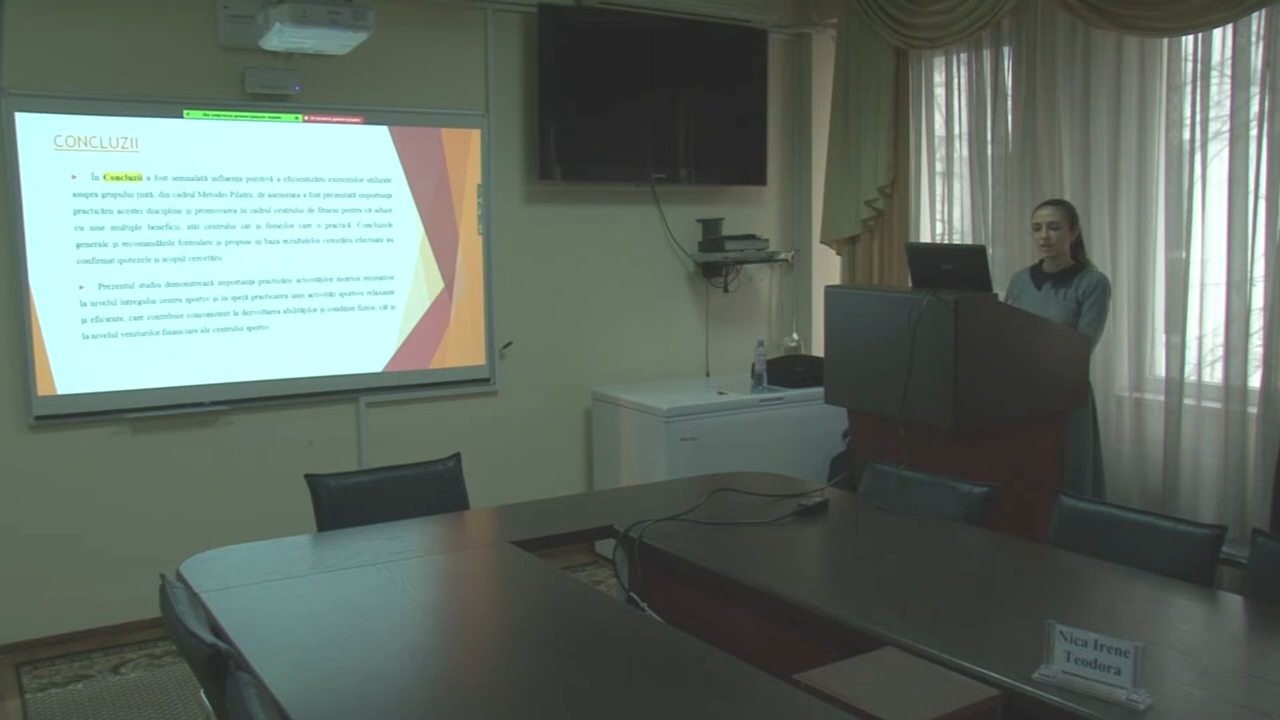 CONCLUZII
În Concluzii a fost semnalată influența pozitivă a eficientizării exercițiilor utilizate
asupra grupului țintă, din cadrul Metodei Pilates, de asemenea a fost prezentată importanța
practicării acestei discipline și promovarea în cadrul centrului de fitness pentru că aduce
cu sine multiple beneficii, atât centrului cât și femeilor care o practică. Concluziile
generale și recomandările formulate și propuse în baza rezultatelor cercetării efectuate au
confirmat ipotezele și scopul cercetării.
Prezentul studiu demonstrează importanța practicării activităților motrice recreative
la nivelul întregului centru sportiv și în speță practicarea unor activități sportive relaxante
și eficiente, care contribuie concomitent la dezvoltarea abilităților și condiției fizice, cât și
la nivelul veniturilor financiare ale centrului sportiv
Nica Irene
Teodora